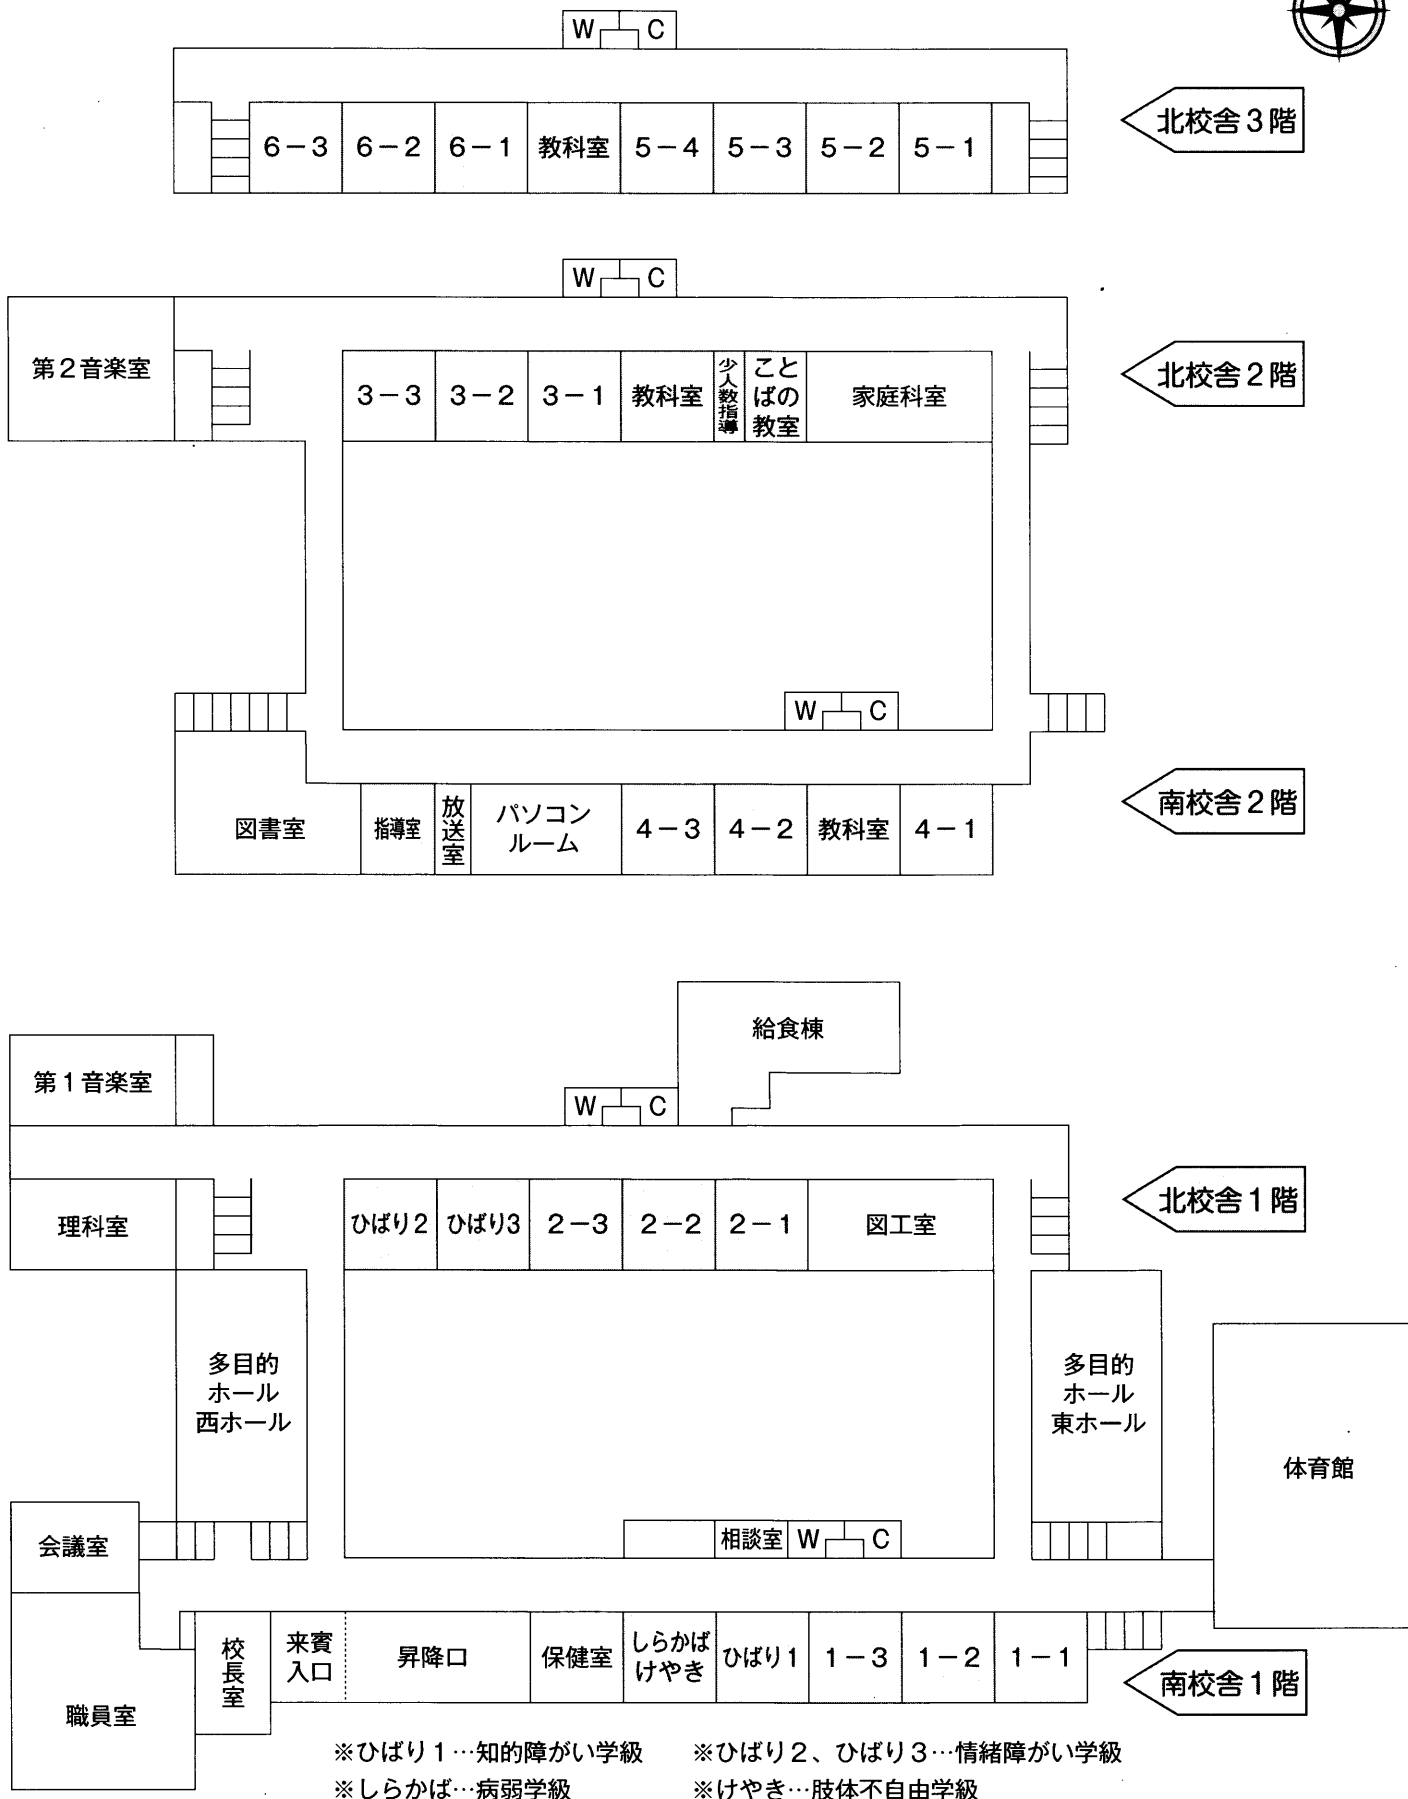 W C
北校舎3階
6-3 6-2 6-1 教科室 5-4 5-3 5-2 5-1
W C
第2音楽室
北校舎2階
3-3 3-2 3-1 教科室 少人数指導 ことばの教室 家庭科室
W C
南校舎2階
図書室 指導室 放送室 パソコンルーム 4-3 4-2 教科室 4-1
給食棟
第1音楽室
W C
北校舎1階
理科室 ひばり2 ひばり3 2-3 2-2 2-1 図工室
多目的 多目的
ホール ホール
西ホール 東ホール
体育館
会議室 相談室 W C
校長室 来賓入口 昇降口 保健室 しらかば けやき ひばり1 1-3 1-2 1-1
南校舎1階
職員室
※ひばり1…知的障がい学級 ※ひばり2、ひばり3…情緒障がい学級
※しらかば…病弱学級 ※けやき…肢体不自由学級